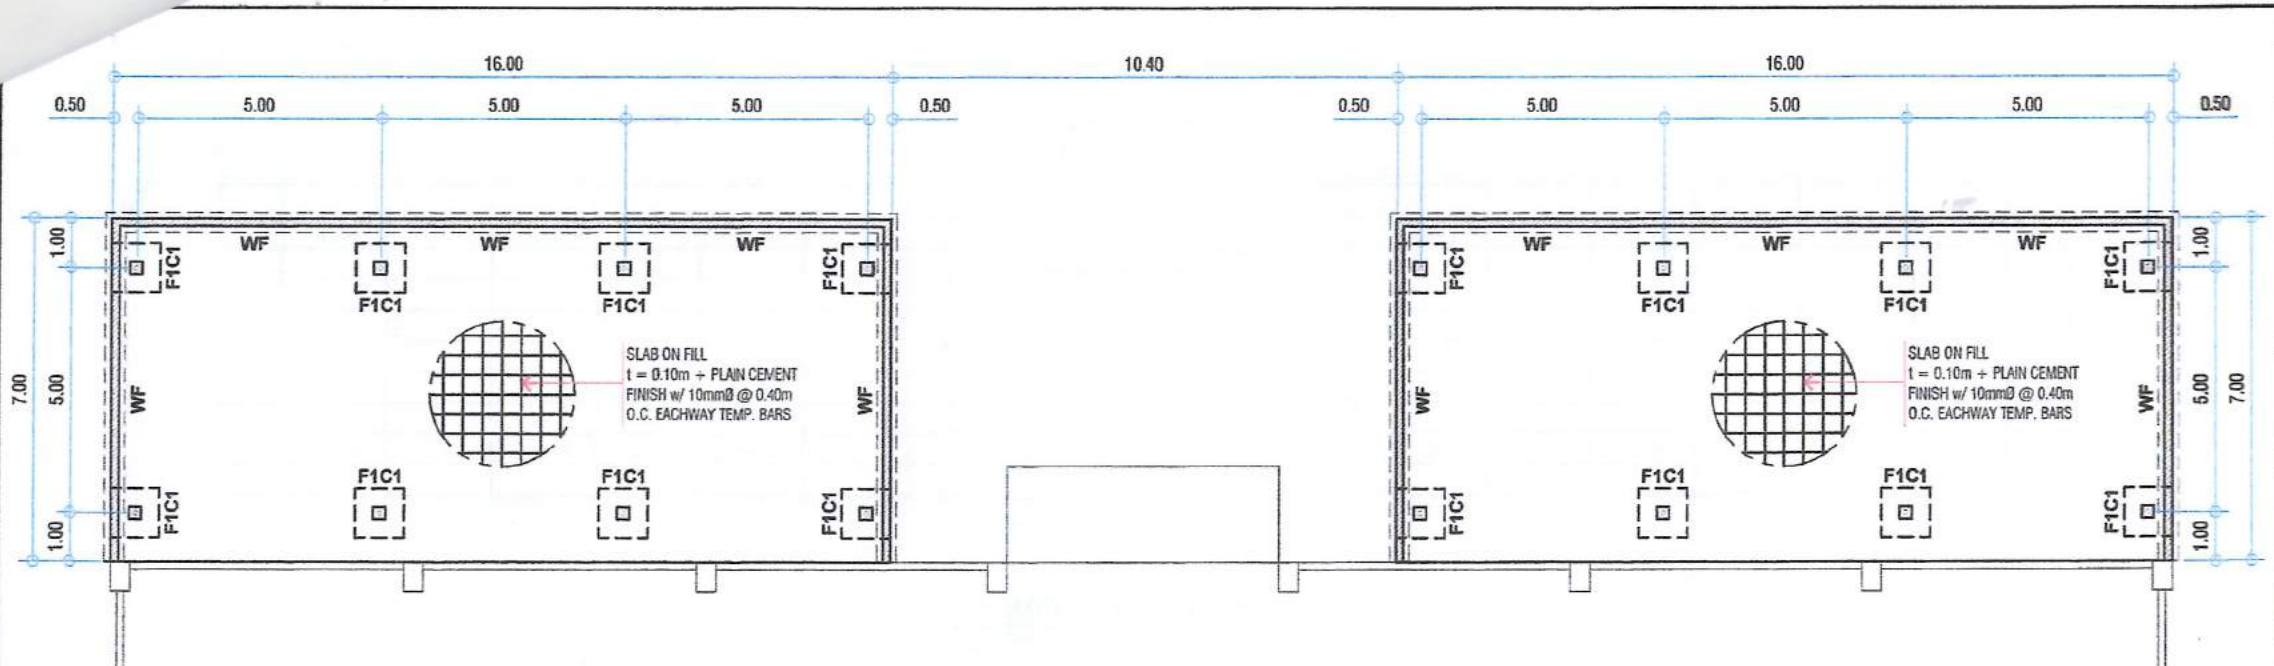 16.00
10.40
16.00
0.50
5.00
5.00
5.00
0.50
0.50
5.00
5.00
5.00
0.50
7.00
1.00
5.00
1.00
WF
WF
WF
F1C1
F1C1
F1C1
F1C1
WF
WF
SLAB ON FILL
t = 0.10m + PLAIN CEMENT
FINISH w/ 10mmØ @ 0.40m
O.C. EACHWAY TEMP. BARS
F1C1
F1C1
F1C1
F1C1
WF
WF
WF
F1C1
F1C1
F1C1
F1C1
WF
WF
SLAB ON FILL
t = 0.10m + PLAIN CEMENT
FINISH w/ 10mmØ @ 0.40m
O.C. EACHWAY TEMP. BARS
F1C1
F1C1
F1C1
F1C1
1.00
5.00
1.00
7.00